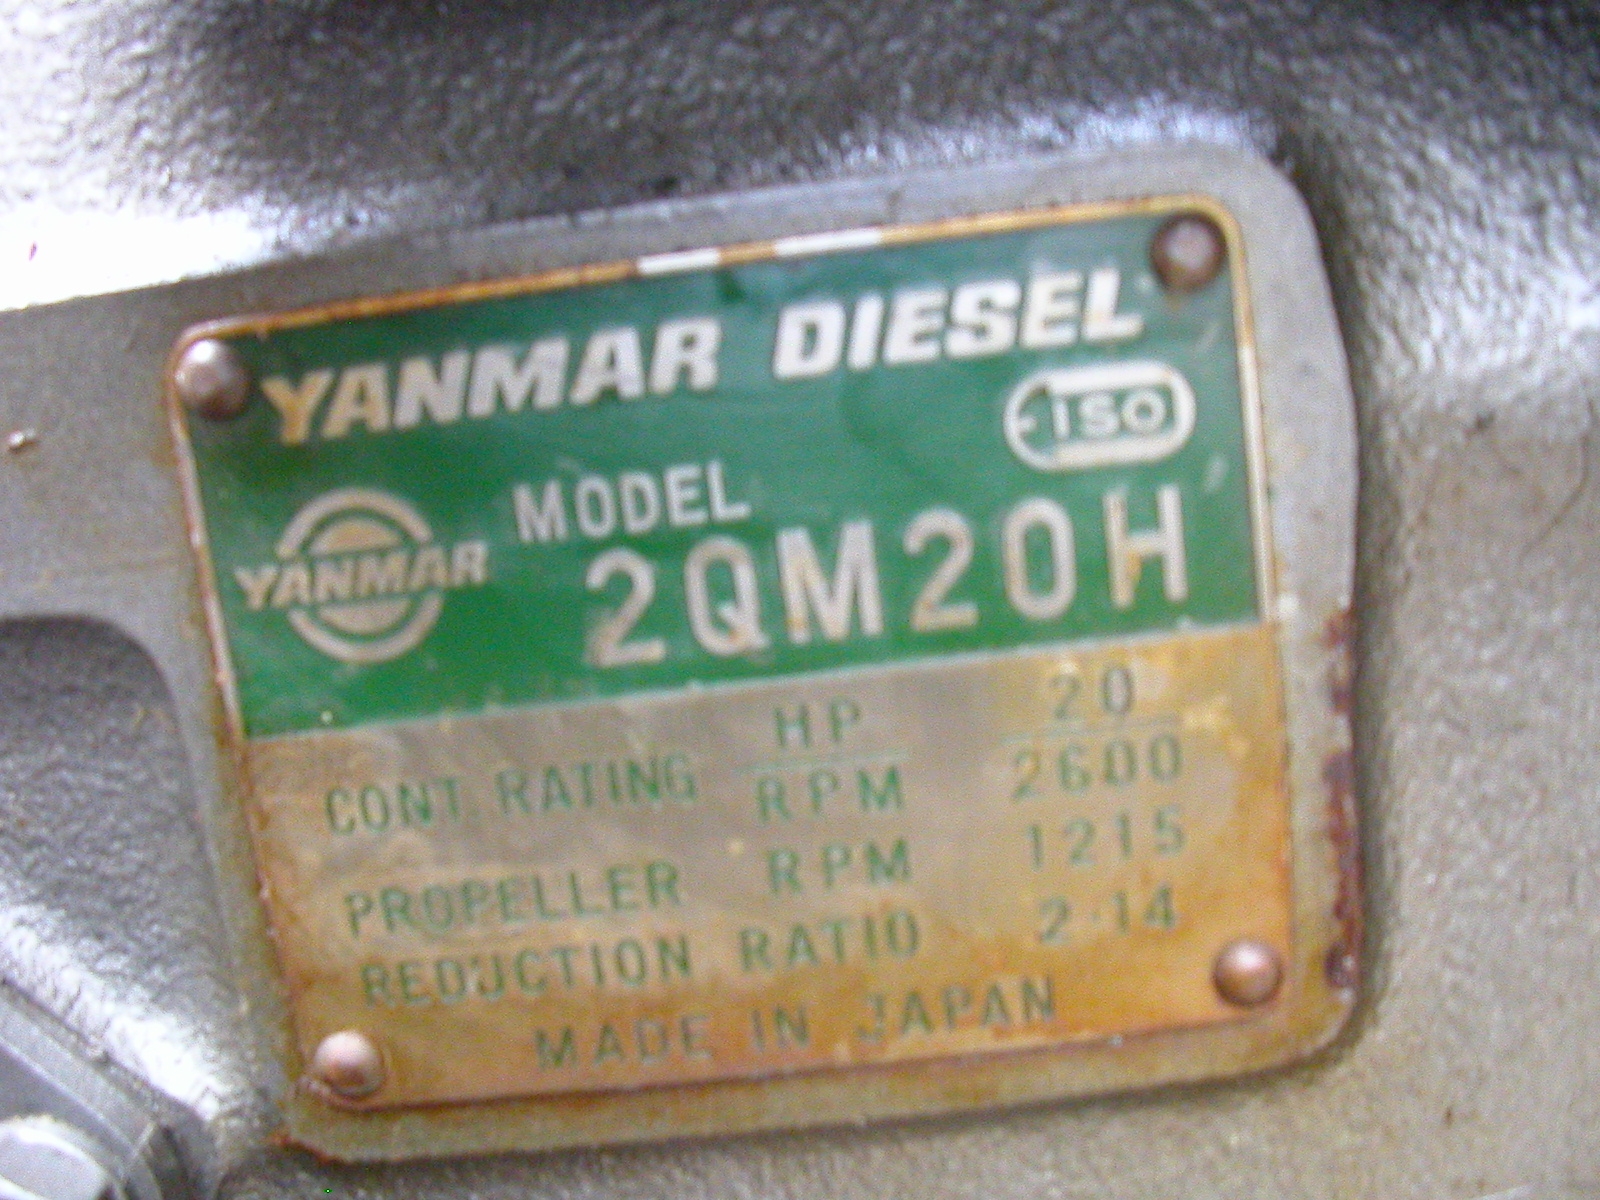 YANMAR DIESEL
ISO
MODEL
YANMAR
2QM20H
CONT. RATING HP/RPM 20/2600
PROPELLER RPM 1215
REDUCTION RATIO 2.14
MADE IN JAPAN